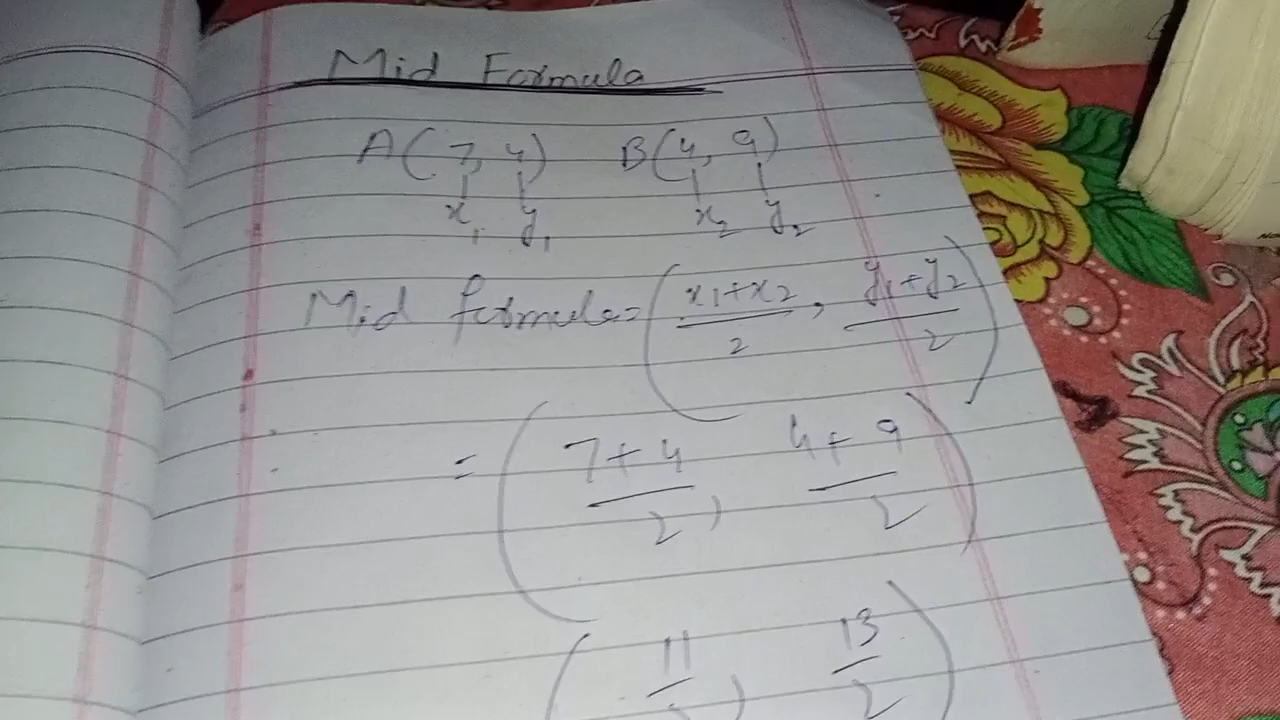 Mid Formula
A(7, 4) B(4, 9)
x1 y1 x2 y2
Mid formula = (x1+x2/2, y1+y2/2)
= (7+4/2, 4+9/2)
(11/2, 13/2)